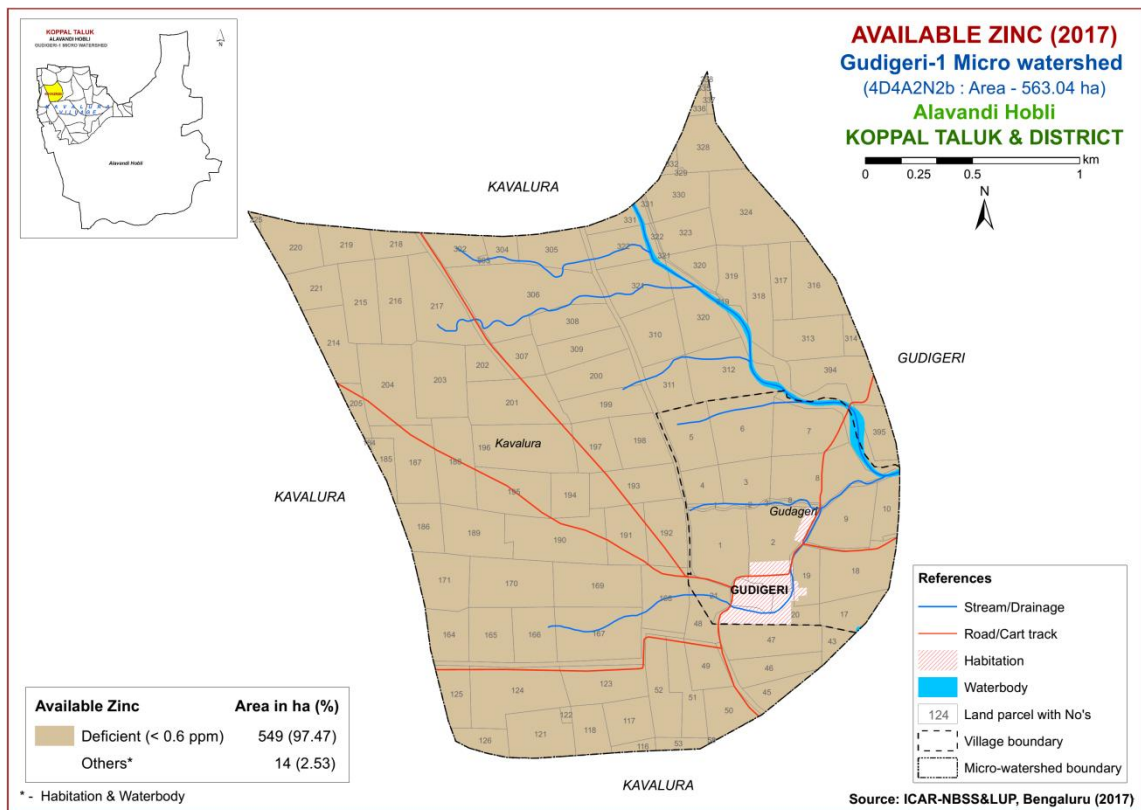 KOPPAL TALUK
ALAVANDI HOBLI
GUDIGERI-1 MICRO WATERSHED
N
KAVALURA
VILLAGE
Alavandi Hobli
AVAILABLE ZINC (2017)
Gudigeri-1 Micro watershed
(4D4A2N2b : Area - 563.04 ha)
Alavandi Hobli
KOPPAL TALUK & DISTRICT
km
0 0.25 0.5 1
N
KAVALURA
GUDIGERI
KAVALURA
KAVALURA
Kavalura
Gudageri
GUDIGERI
336
328
329
330
331
331
324
322
323
321
320
319
318
317
316
225
220
219
218
302
304
305
221
215
216
217
306
321
320
214
308
310
313
314
307
309
312
394
202
203
204
201
200
311
205
199
196
197
198
5
6
7
395
185
187
195
194
193
4
3
8
9
10
186
189
190
191
192
1
2
171
170
169
19
18
164
165
166
167
48
20
17
47
43
125
124
123
52
51
49
46
45
50
122
126
121
118
117
116
53
Available Zinc Area in ha (%)
Deficient (< 0.6 ppm) 549 (97.47)
Others* 14 (2.53)
* - Habitation & Waterbody
References
Stream/Drainage
Road/Cart track
Habitation
Waterbody
124 Land parcel with No's
Village boundary
Micro-watershed boundary
Source: ICAR-NBSS&LUP, Bengaluru (2017)